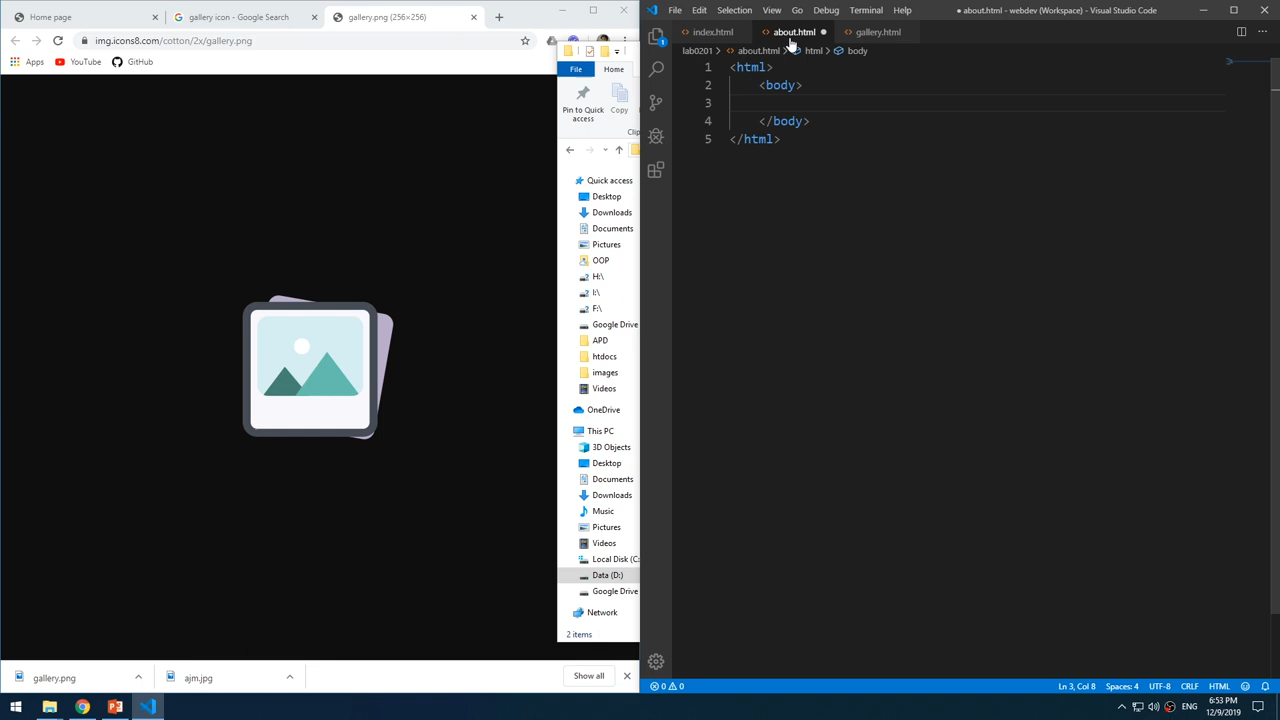 Home page
gallery icon - Google Search
gallery.png (256×256)
img.icons8.com/cotton/2x/gallery.png
Apps
YouTube
GitHub
File
Home
Pin to Quick
access
Copy
Clip
Quick access
Desktop
Downloads
Documents
Pictures
OOP
H:\
I:\
F:\
Google Drive
APD
htdocs
images
Videos
OneDrive
This PC
3D Objects
Desktop
Documents
Downloads
Music
Pictures
Videos
Local Disk (C:
Data (D:)
Google Drive
Network
2 items
gallery.png
ajm.jpg
Show all
File Edit Selection View Go Debug Terminal Help
● about.html - webdev (Workspace) - Visual Studio Code
index.html
about.html
gallery.html
lab0201 > about.html > html > body
1 <html>
2 <body>
3
4 </body>
5 </html>
1
0 0
Ln 3, Col 8
Spaces: 4
UTF-8
CRLF
HTML
ENG
6:53 PM
12/9/2019